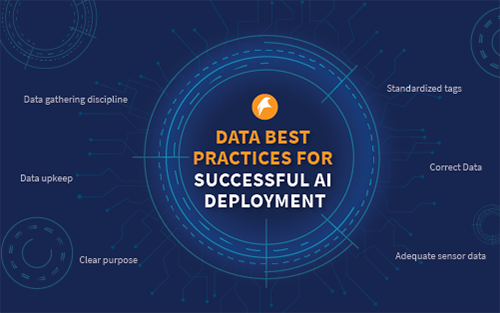 Data gathering discipline
Data upkeep
Clear purpose
DATA BEST
PRACTICES FOR
SUCCESSFUL AI
DEPLOYMENT
Standardized tags
Correct Data
Adequate sensor data